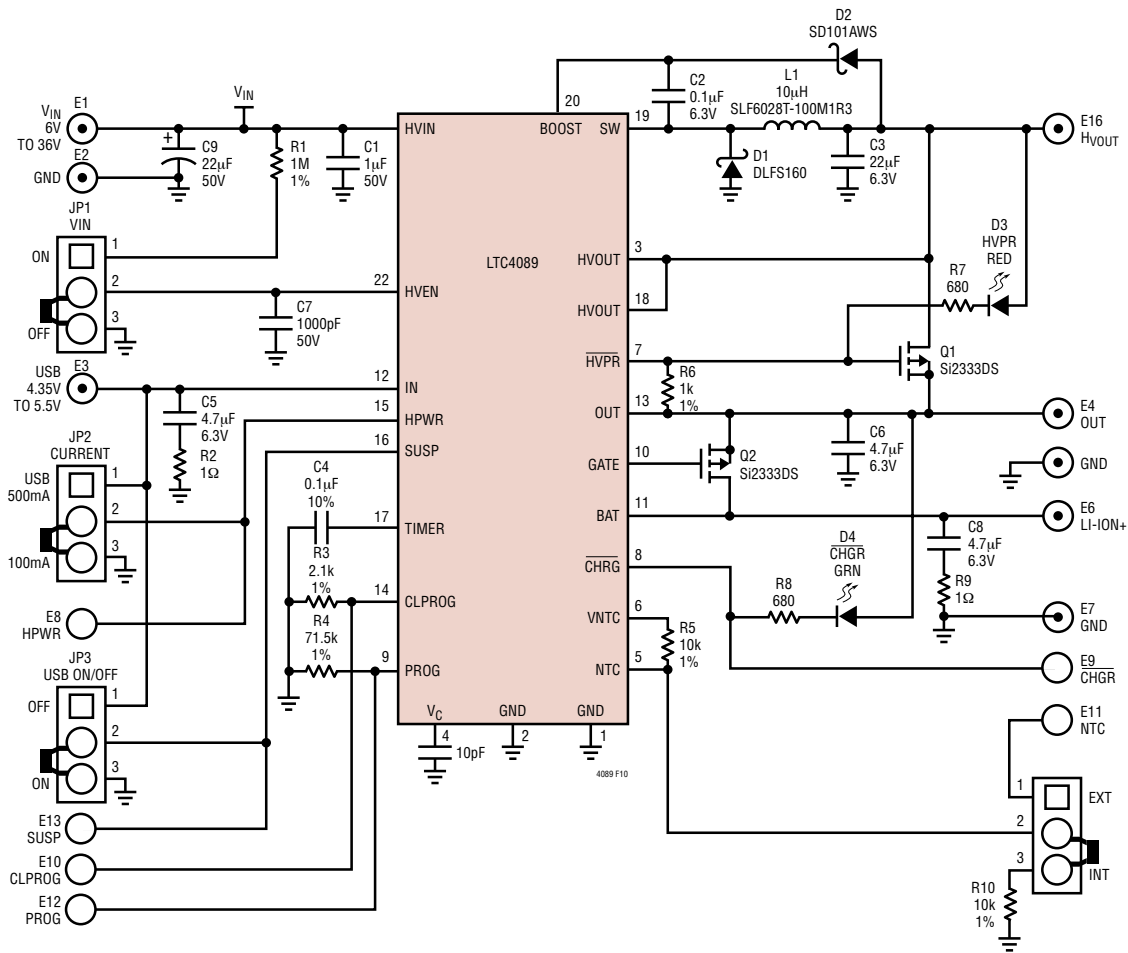 D2
SD101AWS
E1
VIN
6V
TO 36V
E2
GND
VIN
+
C9
22µF
50V
R1
1M
1%
C1
1µF
50V
HVIN
20
BOOST
SW
19
C2
0.1µF
6.3V
L1
10µH
SLF6028T-100M1R3
D1
DLFS160
C3
22µF
6.3V
E16
HVOUT
JP1
VIN
ON
1
2
3
OFF
22
HVEN
C7
1000pF
50V
LTC4089
HVOUT
3
HVOUT
18
D3
HVPR
RED
R7
680
HVPR
7
Q1
Si2333DS
R6
1k
1%
E3
USB
4.35V
TO 5.5V
12
IN
C5
4.7µF
6.3V
R2
1Ω
15
HPWR
16
SUSP
OUT
13
E4
OUT
C6
4.7µF
6.3V
GATE
10
Q2
Si2333DS
GND
JP2
CURRENT
USB
500mA
1
2
3
100mA
C4
0.1µF
10%
17
TIMER
BAT
11
E6
LI-ION+
C8
4.7µF
6.3V
R9
1Ω
D4
CHGR
GRN
R8
680
CHRG
8
R3
2.1k
1%
14
CLPROG
E8
HPWR
R4
71.5k
1%
9
PROG
VNTC
6
R5
10k
1%
NTC
5
E7
GND
E9
CHGR
E11
NTC
JP3
USB ON/OFF
OFF
1
2
3
ON
VC
4
10pF
GND
2
GND
1
4089 F10
E13
SUSP
E10
CLPROG
E12
PROG
1
EXT
2
3
INT
R10
10k
1%